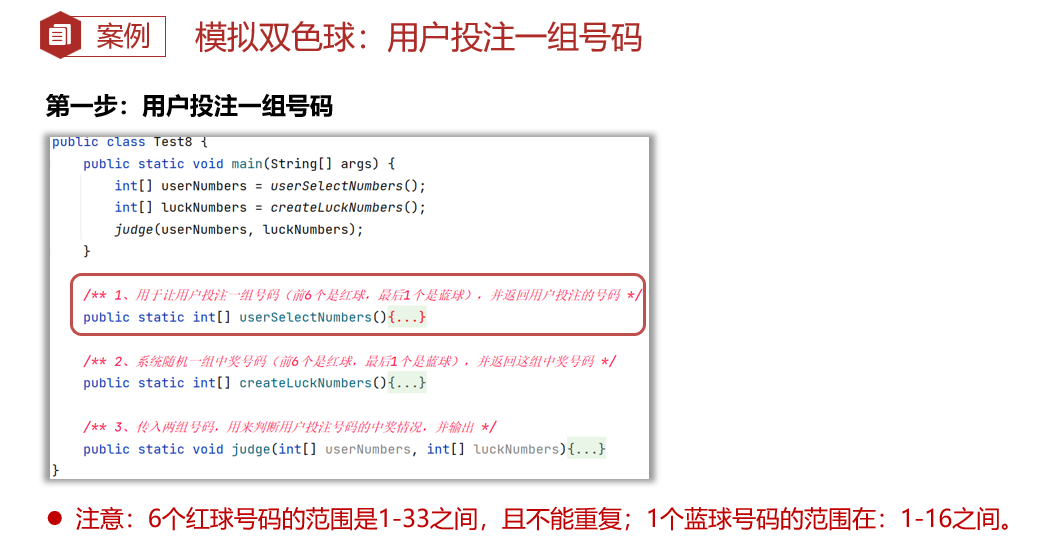 案例
模拟双色球：用户投注一组号码
第一步：用户投注一组号码
public class Test8 {
public static void main(String[] args) {
int[] userNumbers = userSelectNumbers();
int[] luckNumbers = createLuckNumbers();
judge(userNumbers, luckNumbers);
}
/** 1、用于让用户投注一组号码（前6个是红球，最后1个是蓝球），并返回用户投注的号码 */
public static int[] userSelectNumbers(){...}
/** 2、系统随机一组中奖号码（前6个是红球，最后1个是蓝球），并返回这组中奖号码 */
public static int[] createLuckNumbers(){...}
/** 3、传入两组号码，用来判断用户投注号码的中奖情况，并输出 */
public static void judge(int[] userNumbers, int[] luckNumbers){...}
}
● 注意：6个红球号码的范围是1-33之间，且不能重复；1个蓝球号码的范围在：1-16之间。